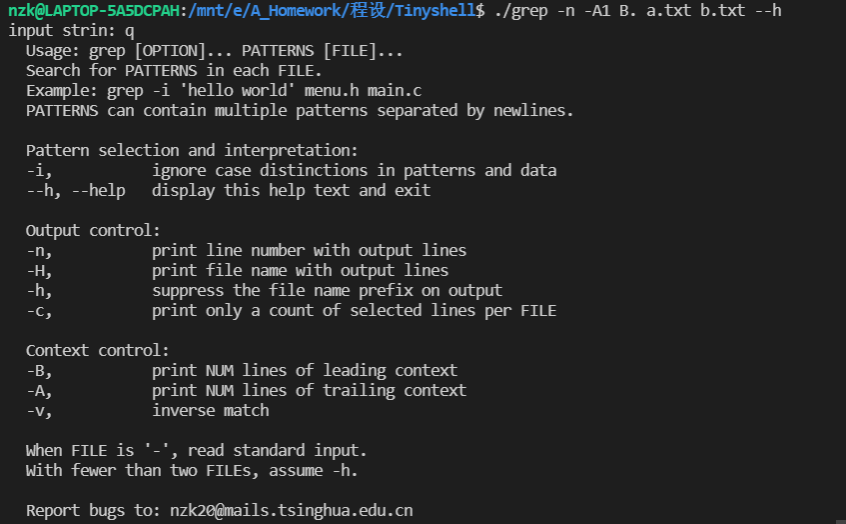 nzk@LAPTOP-5A5DCPAH:/mnt/e/A_Homework/程设/Tinyshell$ ./grep -n -A1 B. a.txt b.txt --h
input strin: q
Usage: grep [OPTION]... PATTERNS [FILE]...
Search for PATTERNS in each FILE.
Example: grep -i 'hello world' menu.h main.c
PATTERNS can contain multiple patterns separated by newlines.
Pattern selection and interpretation:
-i,           ignore case distinctions in patterns and data
--h, --help   display this help text and exit
Output control:
-n,           print line number with output lines
-H,           print file name with output lines
-h,           suppress the file name prefix on output
-c,           print only a count of selected lines per FILE
Context control:
-B,           print NUM lines of leading context
-A,           print NUM lines of trailing context
-v,           inverse match
When FILE is '-', read standard input.
With fewer than two FILEs, assume -h.
Report bugs to: nzk20@mails.tsinghua.edu.cn